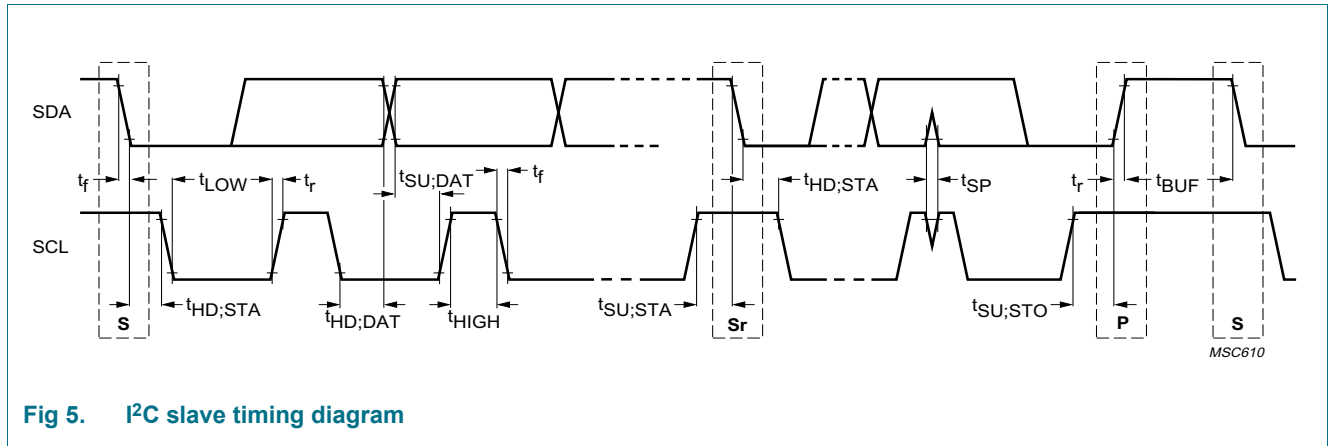 SDA
t_f
t_LOW
t_r
t_SU;DAT
t_f
t_HD;STA
t_SP
t_r
t_BUF
SCL
t_HD;STA
t_HD;DAT
t_HIGH
t_SU;STA
t_SU;STO
S
Sr
P
S
MSC610
Fig 5. I²C slave timing diagram